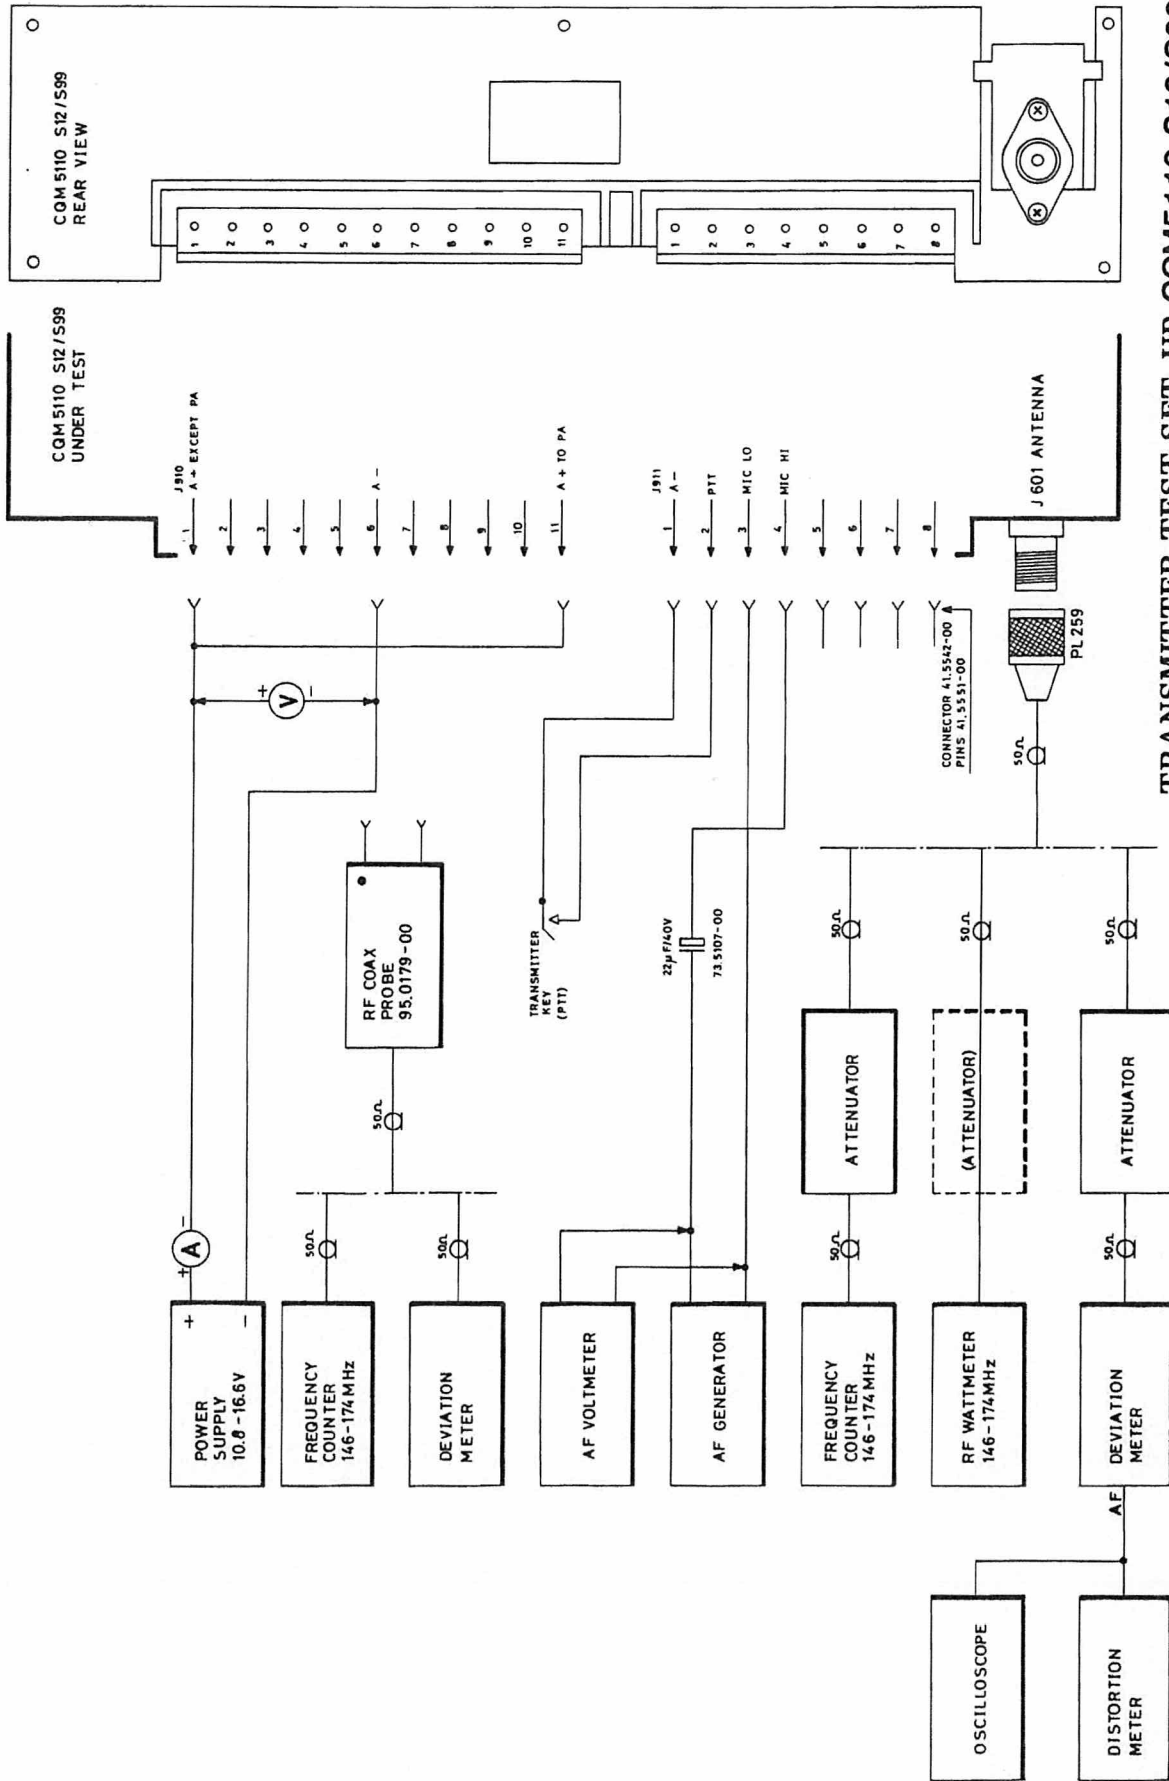 CQM 5110 S12/S99
REAR VIEW
1
2
3
4
5
6
7
8
9
10
11
1
2
3
4
5
6
7
8
CQM5110 S12/S99
UNDER TEST
J910
1
A + EXCEPT PA
2
3
4
5
6
A -
7
8
9
10
11
A + TO PA
J911
1
A -
2
PTT
3
MIC LO
4
MIC HI
5
6
7
8
J601 ANTENNA
CONNECTOR 41.5542-00
PINS 41.5551-00
PL259
50Ω
+
V
-
+
A
-
POWER
SUPPLY
10.8-16.6V
+
-
RF COAX
PROBE
95.0179-00
50Ω
50Ω
50Ω
FREQUENCY
COUNTER
146-174MHz
DEVIATION
METER
TRANSMITTER
KEY
(PTT)
AF VOLTMETER
AF GENERATOR
22µF/40V
73.5107-00
50Ω
ATTENUATOR
50Ω
FREQUENCY
COUNTER
146-174MHz
50Ω
(ATTENUATOR)
RF WATTMETER
146-174MHz
50Ω
ATTENUATOR
50Ω
DEVIATION
METER
AF
OSCILLOSCOPE
DISTORTION
METER